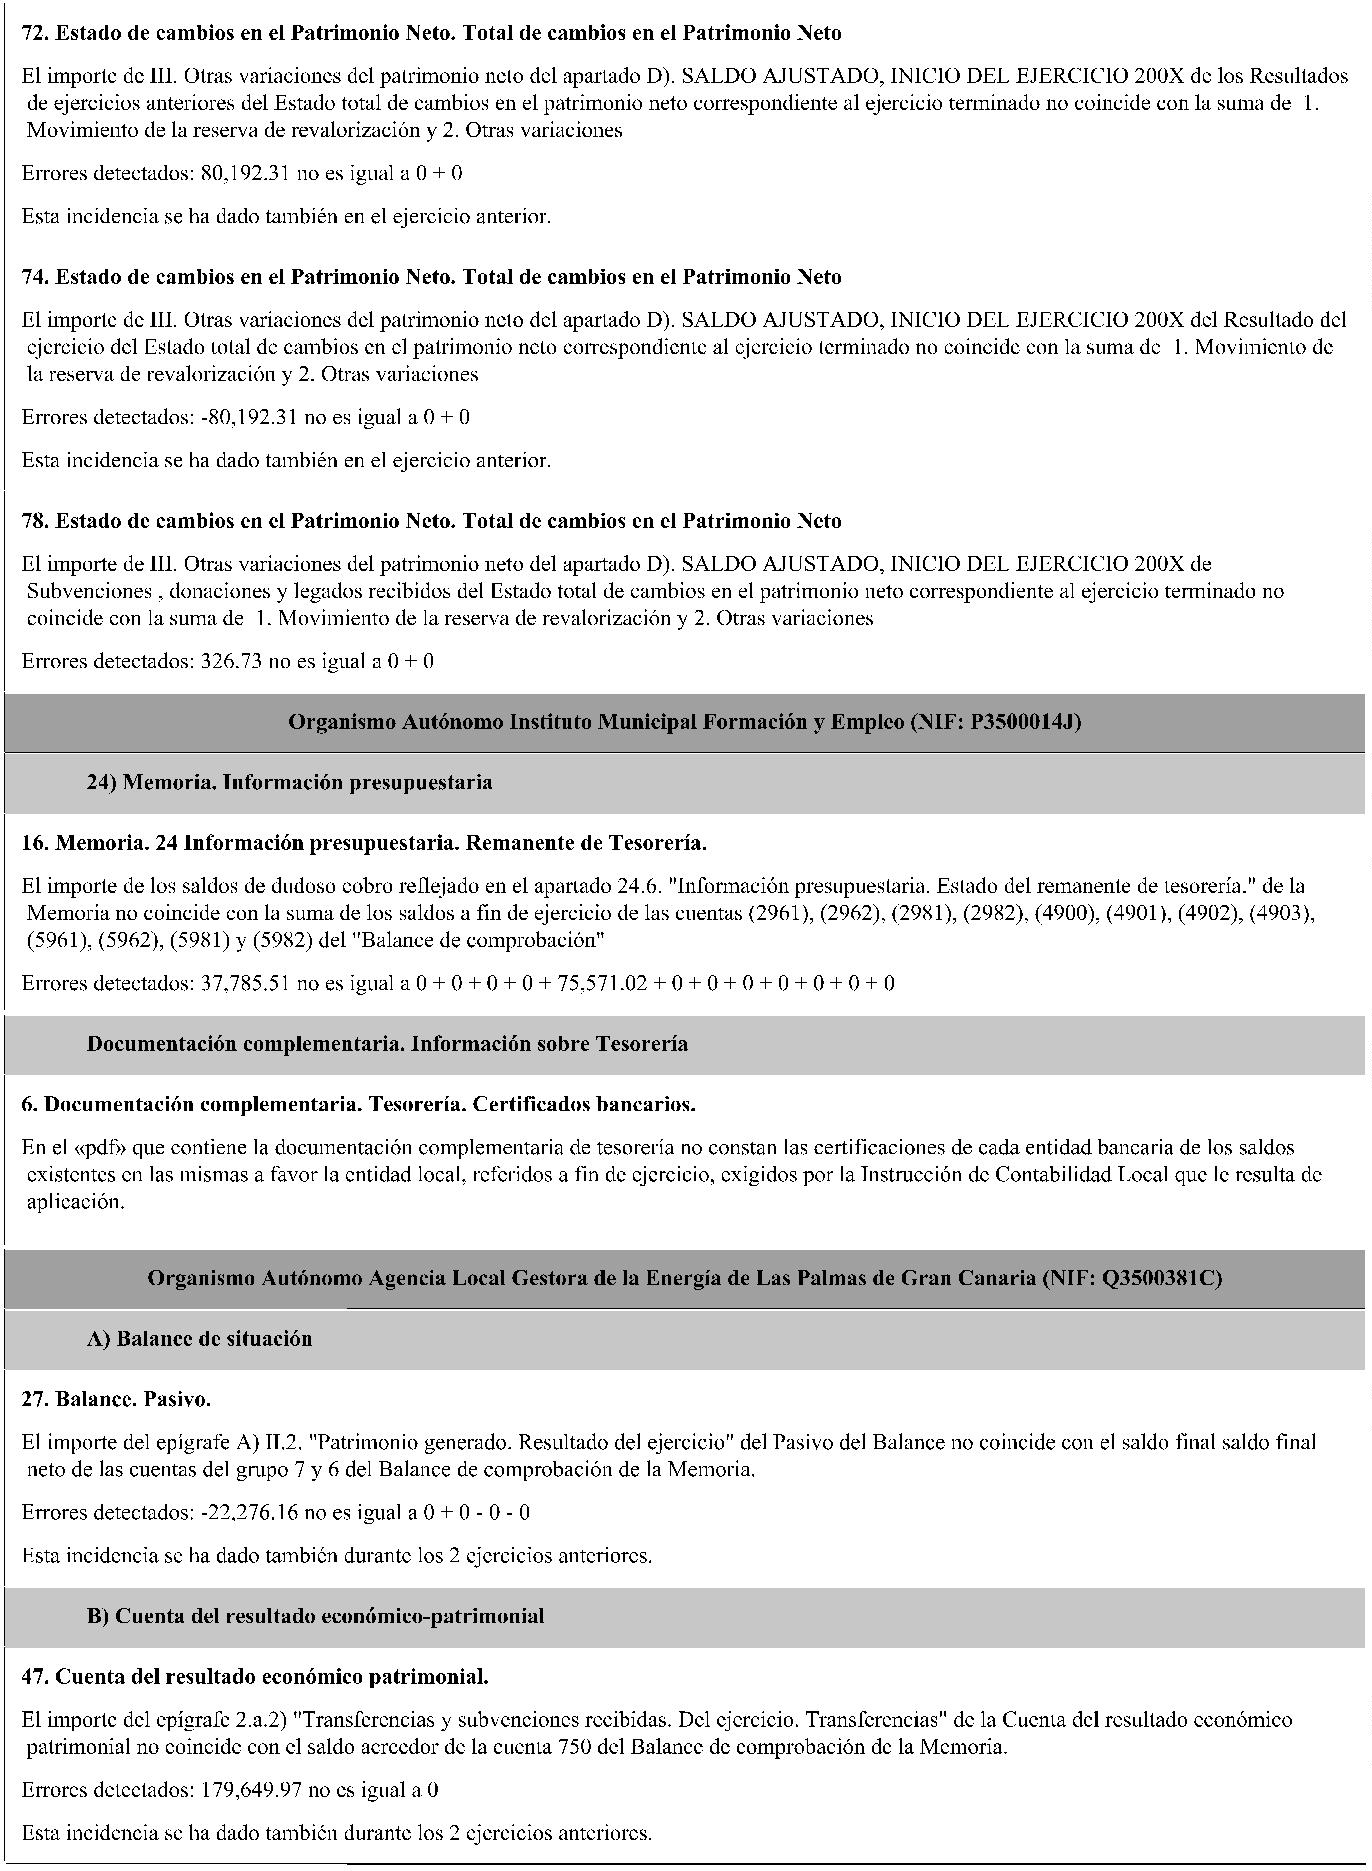 72. Estado de cambios en el Patrimonio Neto. Total de cambios en el Patrimonio Neto
El importe de III. Otras variaciones del patrimonio neto del apartado D). SALDO AJUSTADO, INICIO DEL EJERCICIO 200X de los Resultados
de ejercicios anteriores del Estado total de cambios en el patrimonio neto correspondiente al ejercicio terminado no coincide con la suma de 1.
Movimiento de la reserva de revalorización y 2. Otras variaciones
Errores detectados: 80,192.31 no es igual a 0 + 0
Esta incidencia se ha dado también en el ejercicio anterior.
74. Estado de cambios en el Patrimonio Neto. Total de cambios en el Patrimonio Neto
El importe de III. Otras variaciones del patrimonio neto del apartado D). SALDO AJUSTADO, INICIO DEL EJERCICIO 200X del Resultado del
ejercicio del Estado total de cambios en el patrimonio neto correspondiente al ejercicio terminado no coincide con la suma de 1. Movimiento de
la reserva de revalorización y 2. Otras variaciones
Errores detectados: -80,192.31 no es igual a 0 + 0
Esta incidencia se ha dado también en el ejercicio anterior.
78. Estado de cambios en el Patrimonio Neto. Total de cambios en el Patrimonio Neto
El importe de III. Otras variaciones del patrimonio neto del apartado D). SALDO AJUSTADO, INICIO DEL EJERCICIO 200X de
Subvenciones , donaciones y legados recibidos del Estado total de cambios en el patrimonio neto correspondiente al ejercicio terminado no
coincide con la suma de 1. Movimiento de la reserva de revalorización y 2. Otras variaciones
Errores detectados: 326.73 no es igual a 0 + 0
Organismo Autónomo Instituto Municipal Formación y Empleo (NIF: P3500014J)
24) Memoria. Información presupuestaria
16. Memoria. 24 Información presupuestaria. Remanente de Tesorería.
El importe de los saldos de dudoso cobro reflejado en el apartado 24.6. "Información presupuestaria. Estado del remanente de tesorería." de la
Memoria no coincide con la suma de los saldos a fin de ejercicio de las cuentas (2961), (2962), (2981), (2982), (4900), (4901), (4902), (4903),
(5961), (5962), (5981) y (5982) del "Balance de comprobación"
Errores detectados: 37,785.51 no es igual a 0 + 0 + 0 + 0 + 75,571.02 + 0 + 0 + 0 + 0 + 0 + 0 + 0
Documentación complementaria. Información sobre Tesorería
6. Documentación complementaria. Tesorería. Certificados bancarios.
En el «pdf» que contiene la documentación complementaria de tesorería no constan las certificaciones de cada entidad bancaria de los saldos
existentes en las mismas a favor la entidad local, referidos a fin de ejercicio, exigidos por la Instrucción de Contabilidad Local que le resulta de
aplicación.
Organismo Autónomo Agencia Local Gestora de la Energía de Las Palmas de Gran Canaria (NIF: Q3500381C)
A) Balance de situación
27. Balance. Pasivo.
El importe del epígrafe A) II.2. "Patrimonio generado. Resultado del ejercicio" del Pasivo del Balance no coincide con el saldo final saldo final
neto de las cuentas del grupo 7 y 6 del Balance de comprobación de la Memoria.
Errores detectados: -22,276.16 no es igual a 0 + 0 - 0 - 0
Esta incidencia se ha dado también durante los 2 ejercicios anteriores.
B) Cuenta del resultado económico-patrimonial
47. Cuenta del resultado económico patrimonial.
El importe del epígrafe 2.a.2) "Transferencias y subvenciones recibidas. Del ejercicio. Transferencias" de la Cuenta del resultado económico
patrimonial no coincide con el saldo acreedor de la cuenta 750 del Balance de comprobación de la Memoria.
Errores detectados: 179,649.97 no es igual a 0
Esta incidencia se ha dado también durante los 2 ejercicios anteriores.